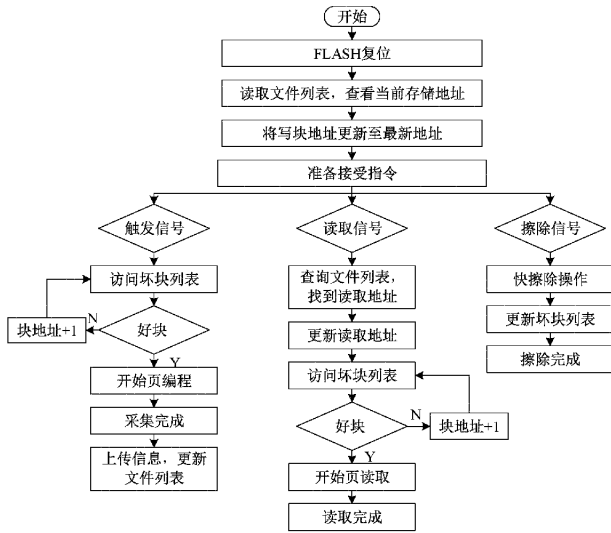 开始
FLASH复位
读取文件列表，查看当前存储地址
将写块地址更新至最新地址
准备接受指令
触发信号
访问坏块列表
好块
N
块地址+1
Y
开始页编程
采集完成
上传信息，更新
文件列表
读取信号
查询文件列表，
找到读取地址
更新读取地址
访问坏块列表
好块
N
块地址+1
Y
开始页读取
读取完成
擦除信号
快擦除操作
更新坏块列表
擦除完成